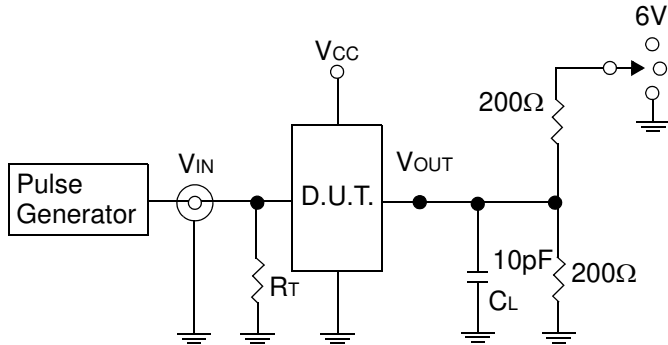 6V
VCC
200Ω
VIN
VOUT
Pulse
Generator
D.U.T.
10pF
200Ω
RT
CL